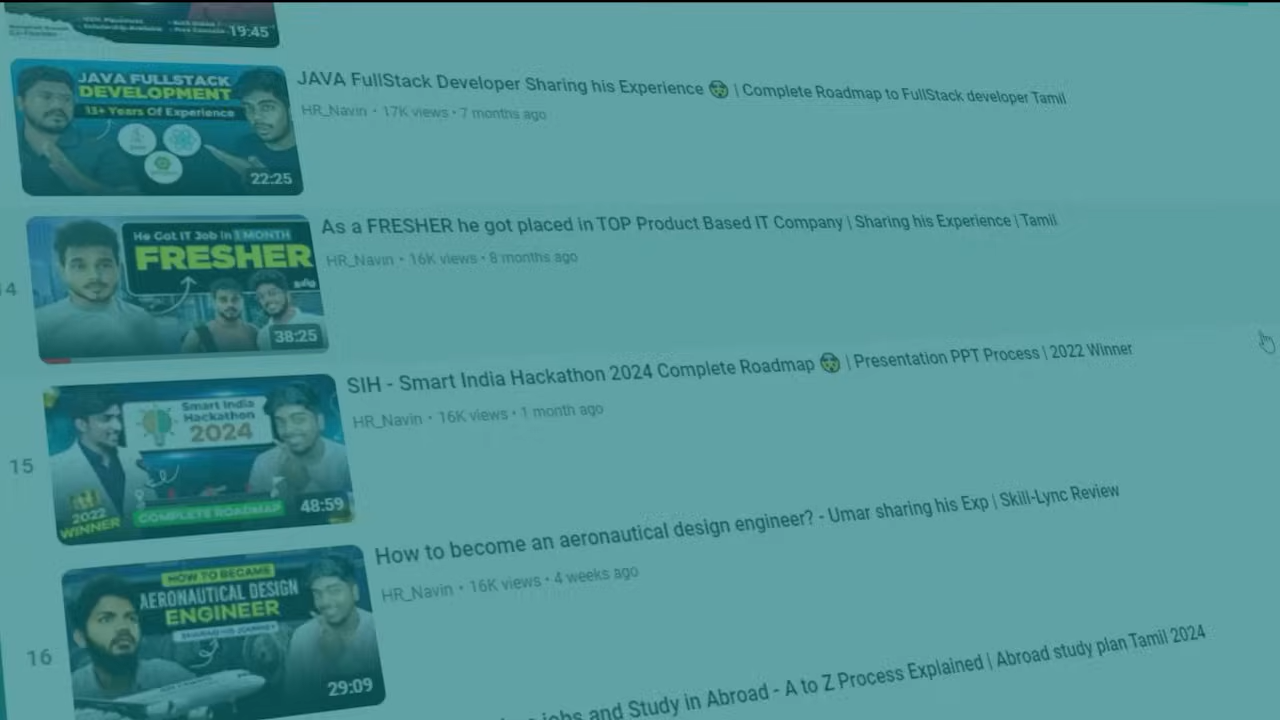 19:45
JAVA FULLSTACK
DEVELOPMENT
13+ Years Of Experience
22:25
JAVA FullStack Developer Sharing his Experience 🤓 | Complete Roadmap to FullStack developer Tamil
HR_Navin • 17K views • 7 months ago
14
He Got IT Job in 1 MONTH
FRESHER
தமிழ்
38:25
As a FRESHER he got placed in TOP Product Based IT Company | Sharing his Experience | Tamil
HR_Navin • 16K views • 8 months ago
15
Smart India
Hackathon
2024
2022
WINNER
COMPLETE ROADMAP
48:59
SIH - Smart India Hackathon 2024 Complete Roadmap 🤓 | Presentation PPT Process | 2022 Winner
HR_Navin • 16K views • 1 month ago
16
HOW TO BECAME
AERONAUTICAL DESIGN
ENGINEER
29:09
How to become an aeronautical design engineer? - Umar sharing his Exp | Skill-Lync Review
HR_Navin • 16K views • 4 weeks ago
jobs and Study in Abroad - A to Z Process Explained | Abroad study plan Tamil 2024